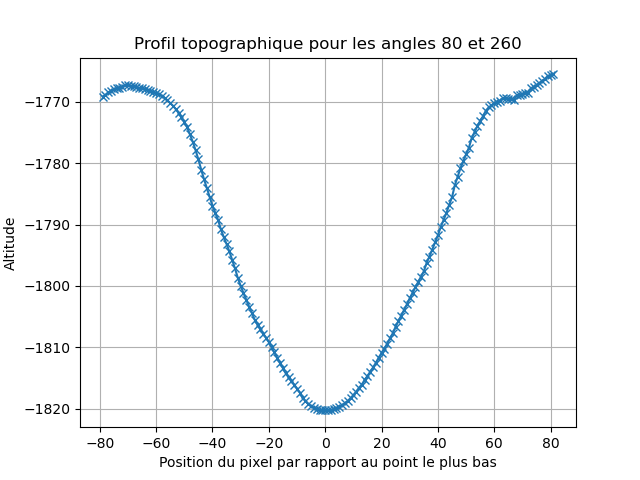 Profil topographique pour les angles 80 et 260
Altitude
−1770
−1780
−1790
−1800
−1810
−1820
−80 −60 −40 −20 0 20 40 60 80
Position du pixel par rapport au point le plus bas